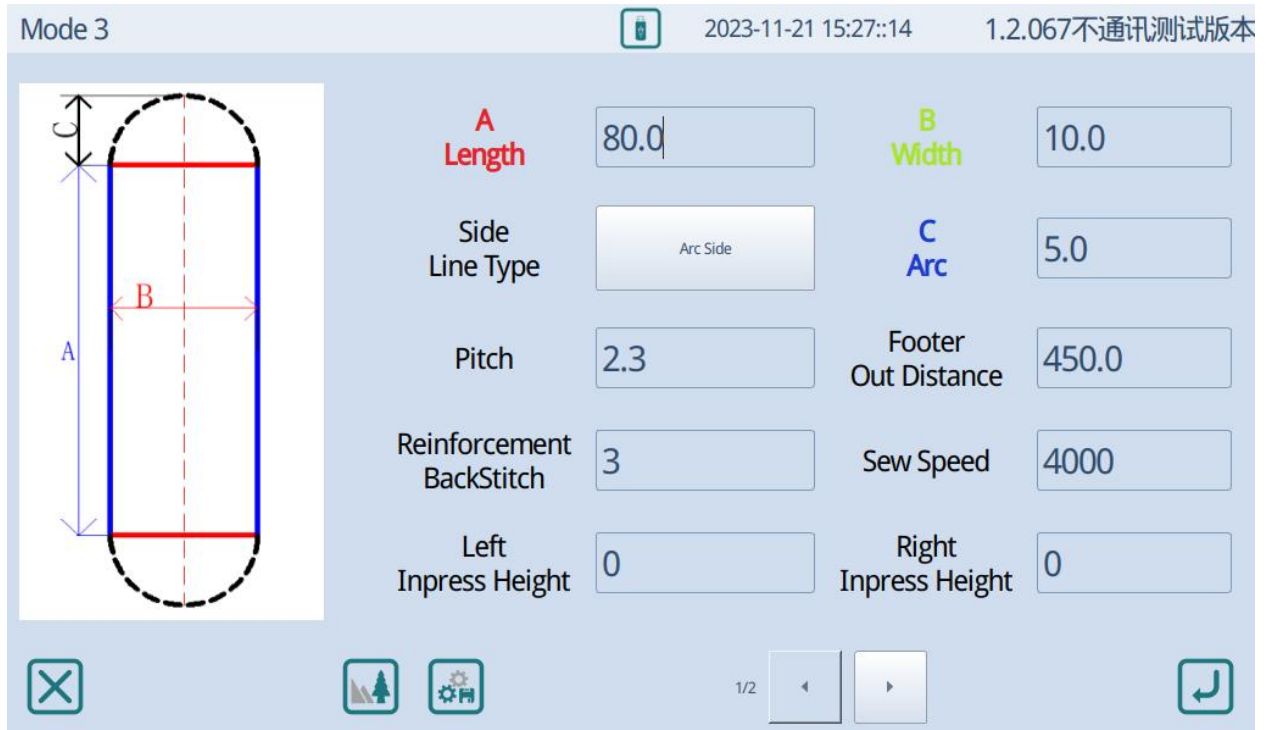 Mode 3
2023-11-21 15:27::14
1.2.067不通讯测试版本
C
A
B
A
Length
80.0
B
Width
10.0
Side
Line Type
Arc Side
C
Arc
5.0
Pitch
2.3
Footer
Out Distance
450.0
Reinforcement
BackStitch
3
Sew Speed
4000
Left
Inpress Height
0
Right
Inpress Height
0
1/2